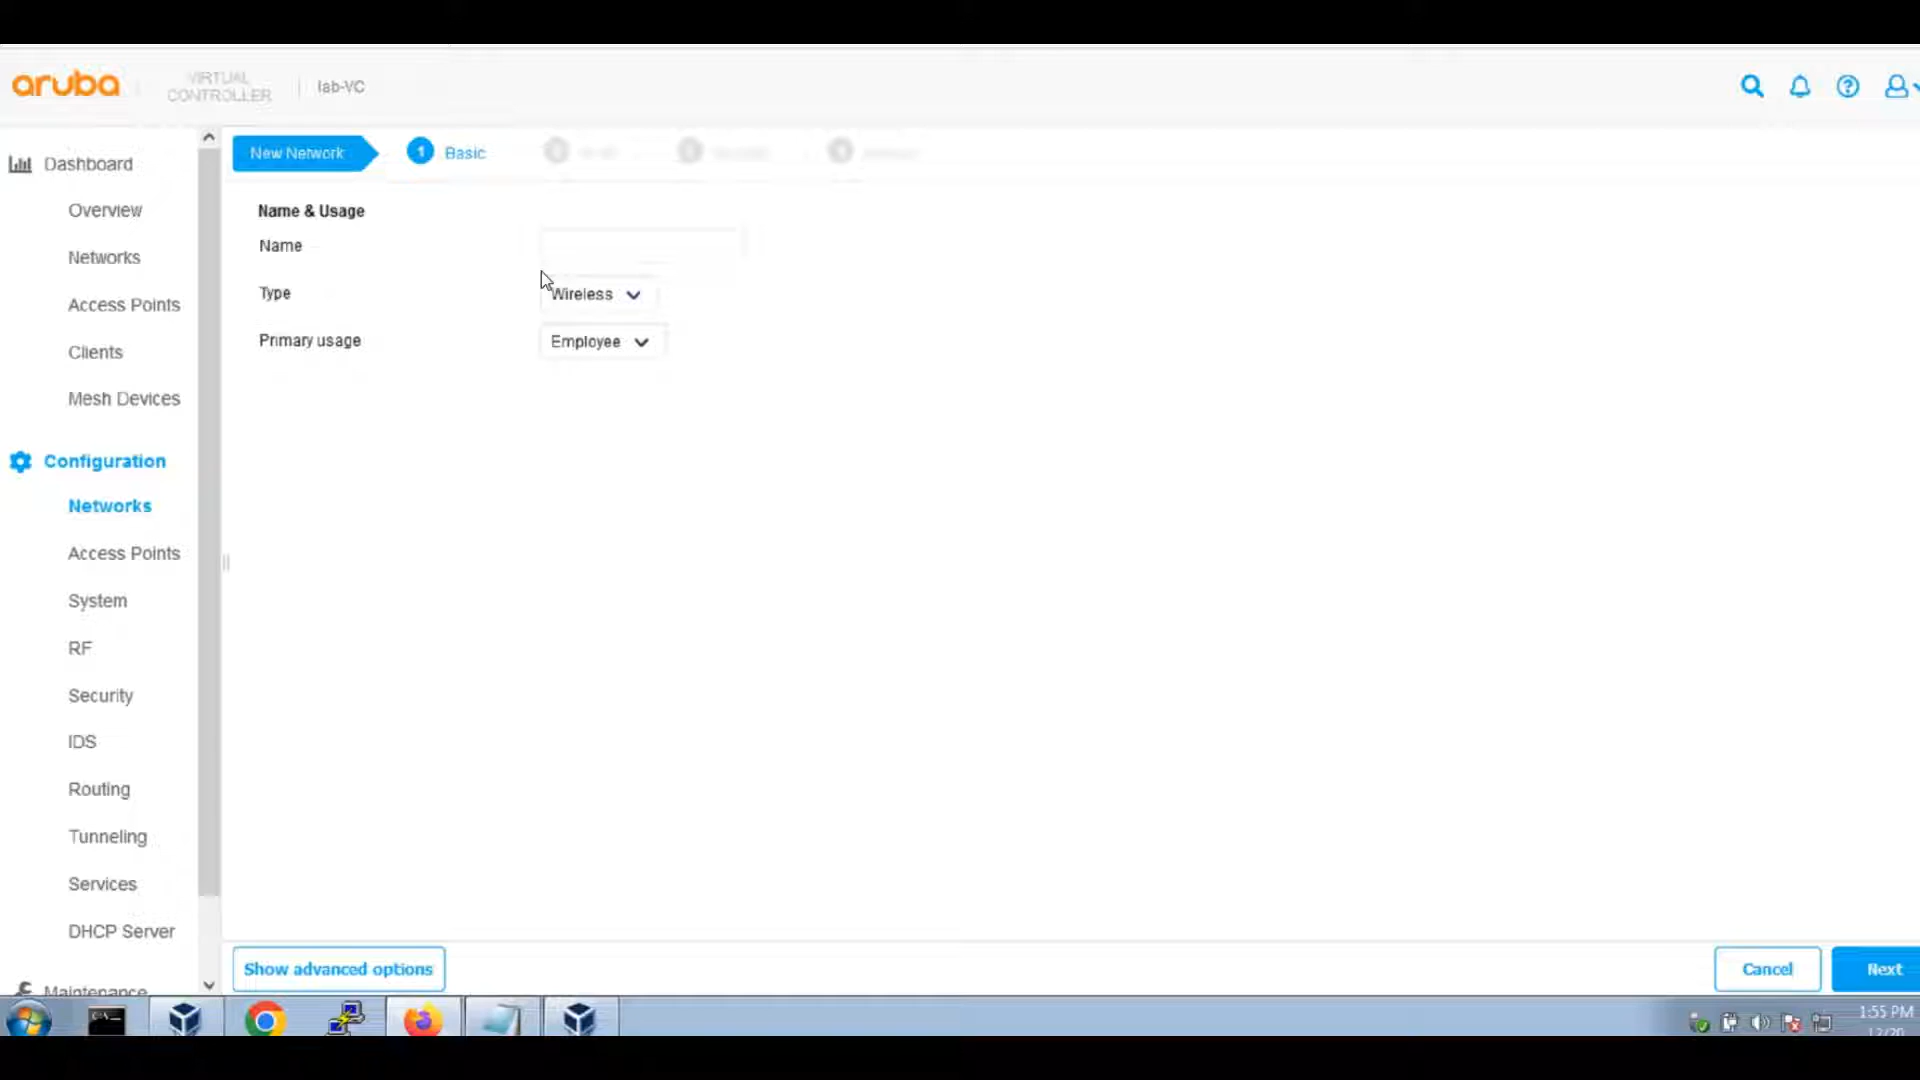 aruba
VIRTUAL
CONTROLLER
lab-VC
New Network
1 Basic
Dashboard
Overview
Networks
Access Points
Clients
Mesh Devices
Configuration
Networks
Access Points
System
RF
Security
IDS
Routing
Tunneling
Services
DHCP Server
Maintenance
Name & Usage
Name
Type
Wireless
Primary usage
Employee
Show advanced options
Cancel
Next
1:55 PM